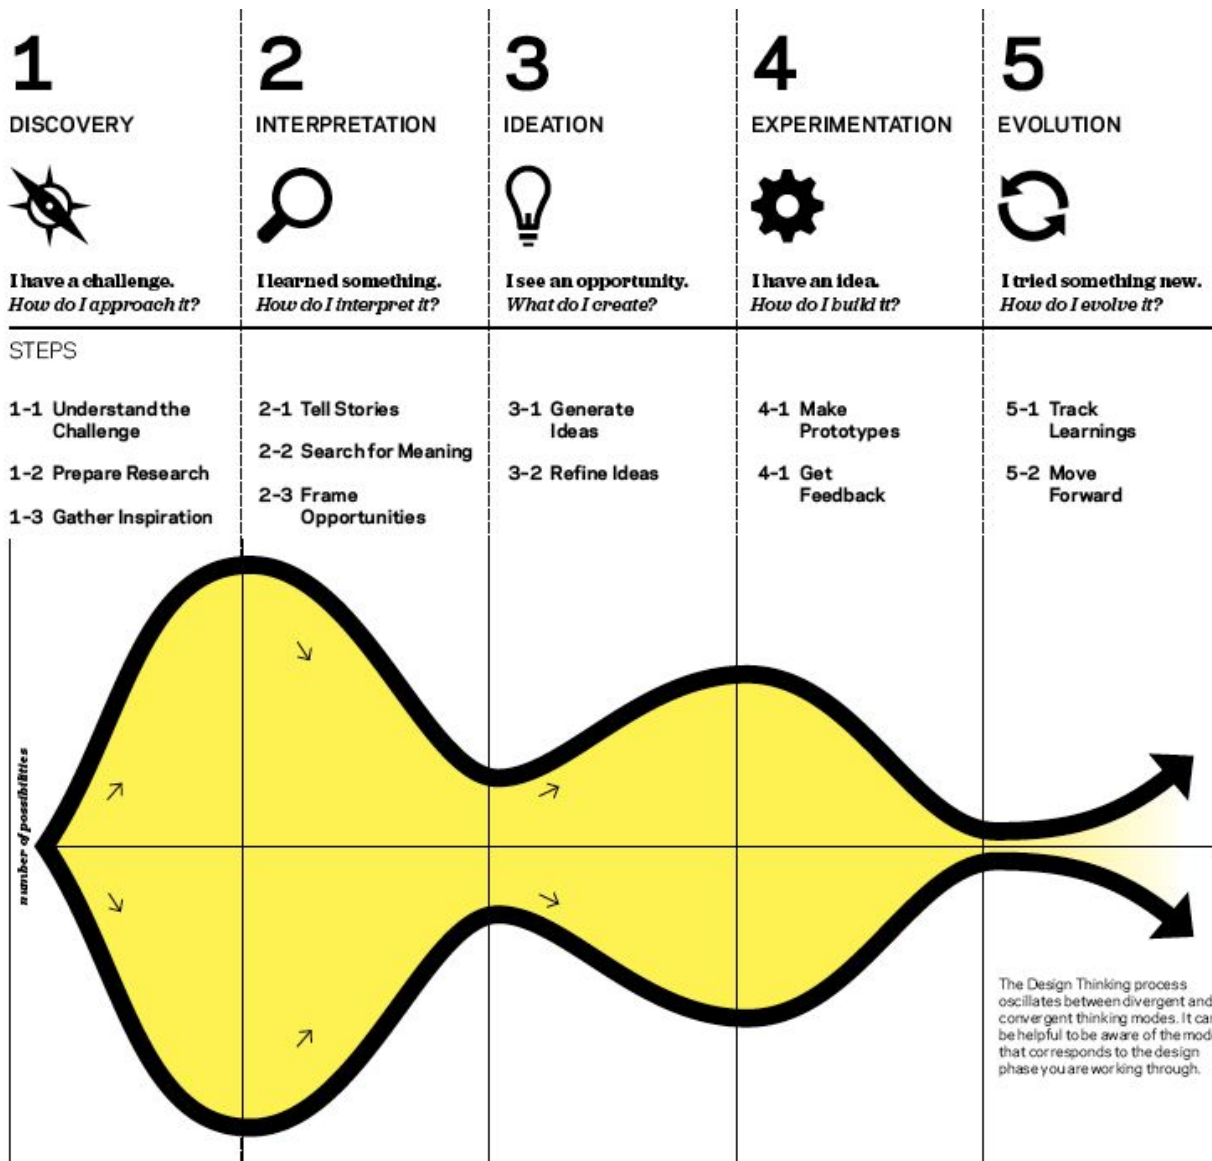 1
DISCOVERY
I have a challenge.
How do I approach it?
2
INTERPRETATION
I learned something.
How do I interpret it?
3
IDEATION
I see an opportunity.
What do I create?
4
EXPERIMENTATION
I have an idea.
How do I build it?
5
EVOLUTION
I tried something new.
How do I evolve it?
STEPS
1-1 Understand the
Challenge
1-2 Prepare Research
1-3 Gather Inspiration
2-1 Tell Stories
2-2 Search for Meaning
2-3 Frame
Opportunities
3-1 Generate
Ideas
3-2 Refine Ideas
4-1 Make
Prototypes
4-1 Get
Feedback
5-1 Track
Learnings
5-2 Move
Forward
number of possibilities
The Design Thinking process
oscillates between divergent and
convergent thinking modes. It can
be helpful to be aware of the mod
that corresponds to the design
phase you are working through.